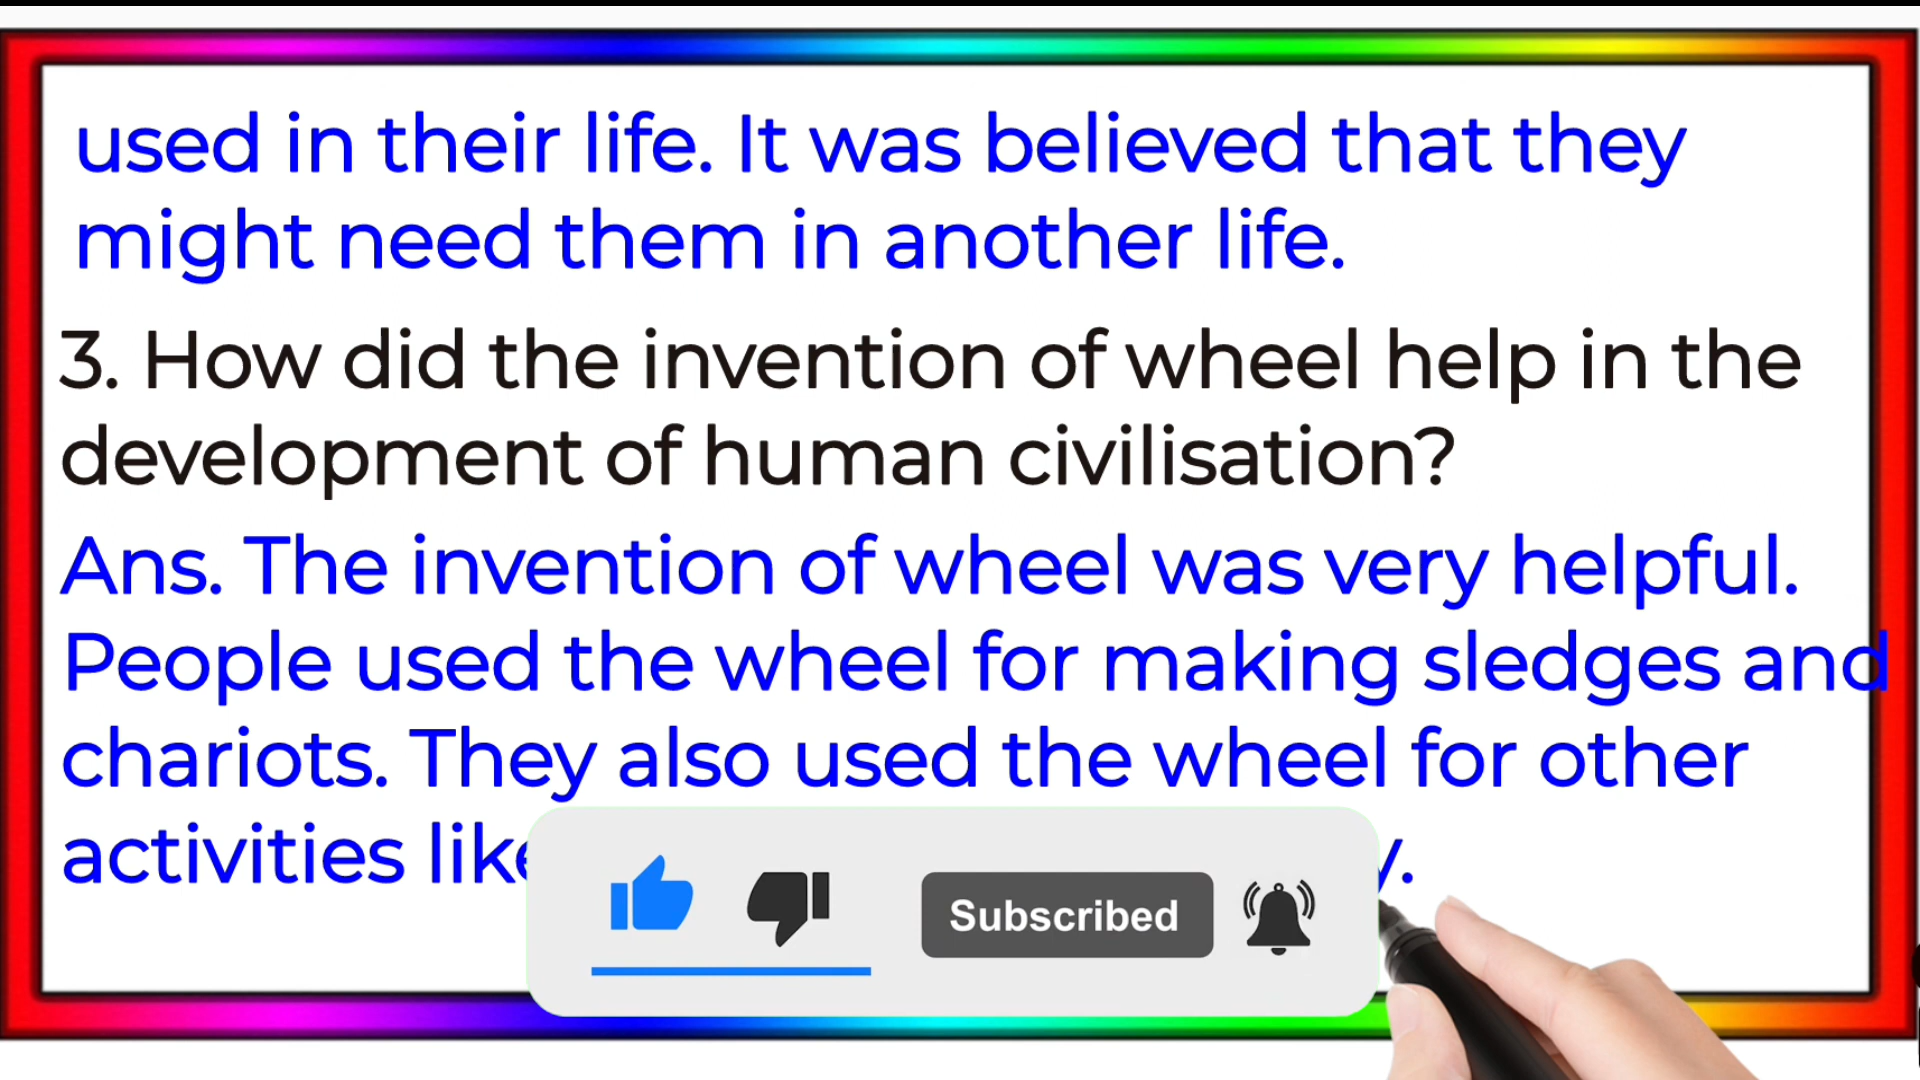 used in their life. It was believed that they
might need them in another life.
3. How did the invention of wheel help in the
development of human civilisation?
Ans. The invention of wheel was very helpful.
People used the wheel for making sledges and
chariots. They also used the wheel for other
activities
Subscribed